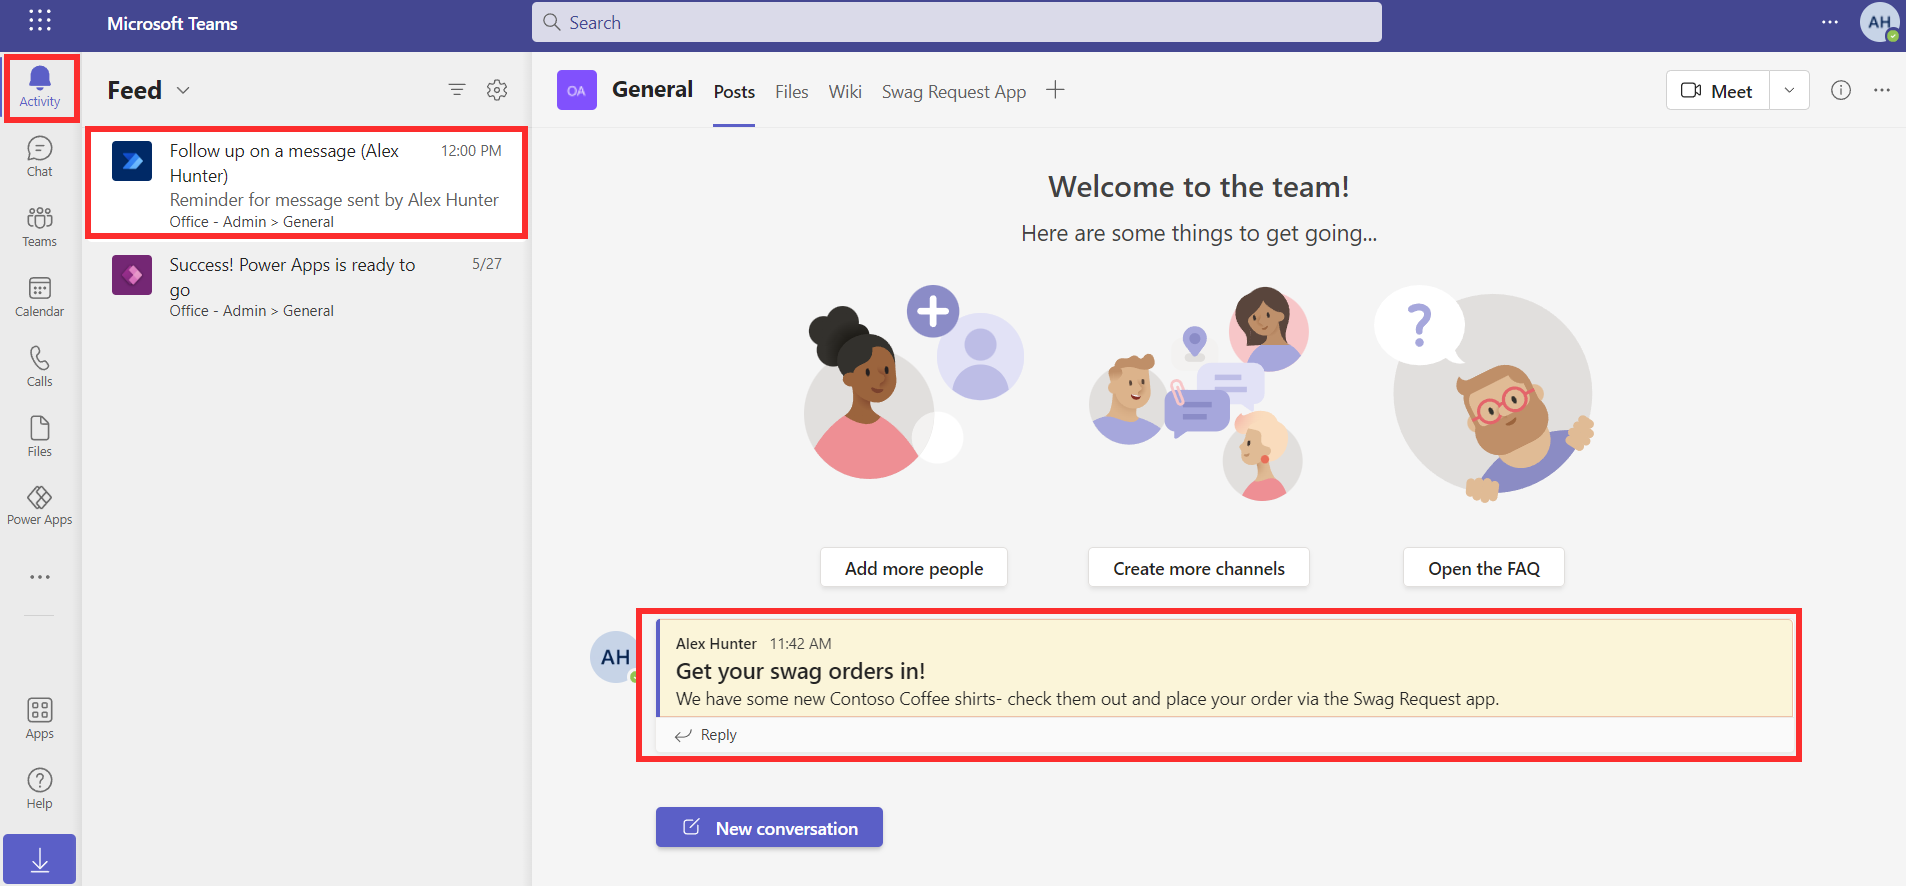 Microsoft Teams
Search
AH
Activity
Chat
Teams
Calendar
Calls
Files
Power Apps
Apps
Help
Feed
Follow up on a message (Alex
Hunter)
12:00 PM
Reminder for message sent by Alex Hunter
Office - Admin > General
Success! Power Apps is ready to
go
5/27
Office - Admin > General
OA
General
Posts
Files
Wiki
Swag Request App
Meet
Welcome to the team!
Here are some things to get going...
?
Add more people
Create more channels
Open the FAQ
AH
Alex Hunter 11:42 AM
Get your swag orders in!
We have some new Contoso Coffee shirts- check them out and place your order via the Swag Request app.
Reply
New conversation